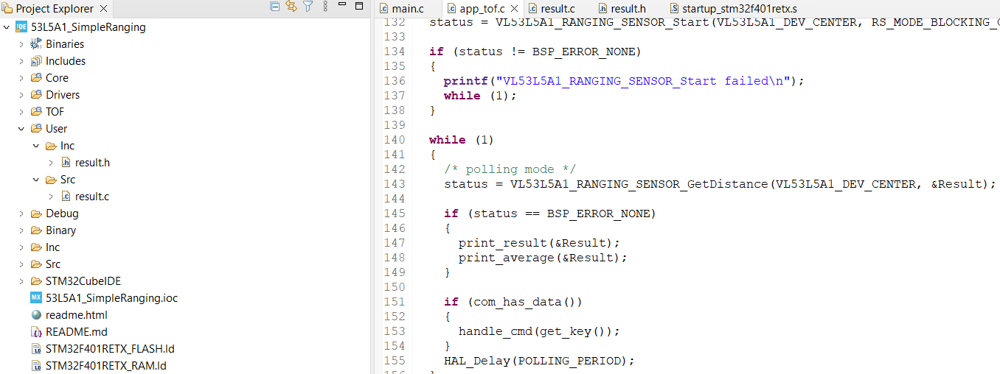 Project Explorer
53L5A1_SimpleRanging
Binaries
Includes
Core
Drivers
TOF
User
Inc
result.h
Src
result.c
Debug
Binary
Inc
Src
STM32CubeIDE
53L5A1_SimpleRanging.ioc
readme.html
README.md
STM32F401RETX_FLASH.ld
STM32F401RETX_RAM.ld
main.c app_tof.c result.c result.h startup_stm32f401retx.s
132 status = VL53L5A1_RANGING_SENSOR_Start(VL53L5A1_DEV_CENTER, RS_MODE_BLOCKING_
133
134 if (status != BSP_ERROR_NONE)
135 {
136 printf("VL53L5A1_RANGING_SENSOR_Start failed\n");
137 while (1);
138 }
139
140 while (1)
141 {
142 /* polling mode */
143 status = VL53L5A1_RANGING_SENSOR_GetDistance(VL53L5A1_DEV_CENTER, &Result);
144
145 if (status == BSP_ERROR_NONE)
146 {
147 print_result(&Result);
148 print_average(&Result);
149 }
150
151 if (com_has_data())
152 {
153 handle_cmd(get_key());
154 }
155 HAL_Delay(POLLING_PERIOD);